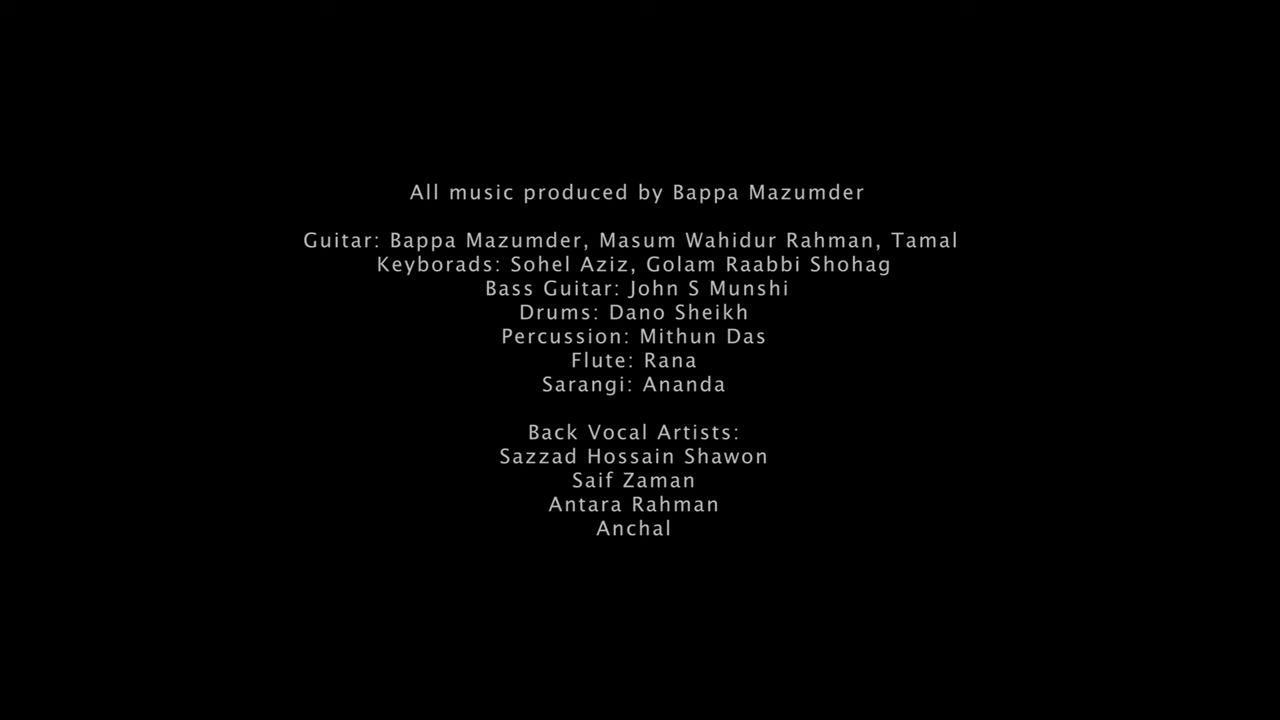 All music produced by Bappa Mazumder
Guitar: Bappa Mazumder, Masum Wahidur Rahman, Tamal
Keyborads: Sohel Aziz, Golam Raabbi Shohag
Bass Guitar: John S Munshi
Drums: Dano Sheikh
Percussion: Mithun Das
Flute: Rana
Sarangi: Ananda
Back Vocal Artists:
Sazzad Hossain Shawon
Saif Zaman
Antara Rahman
Anchal